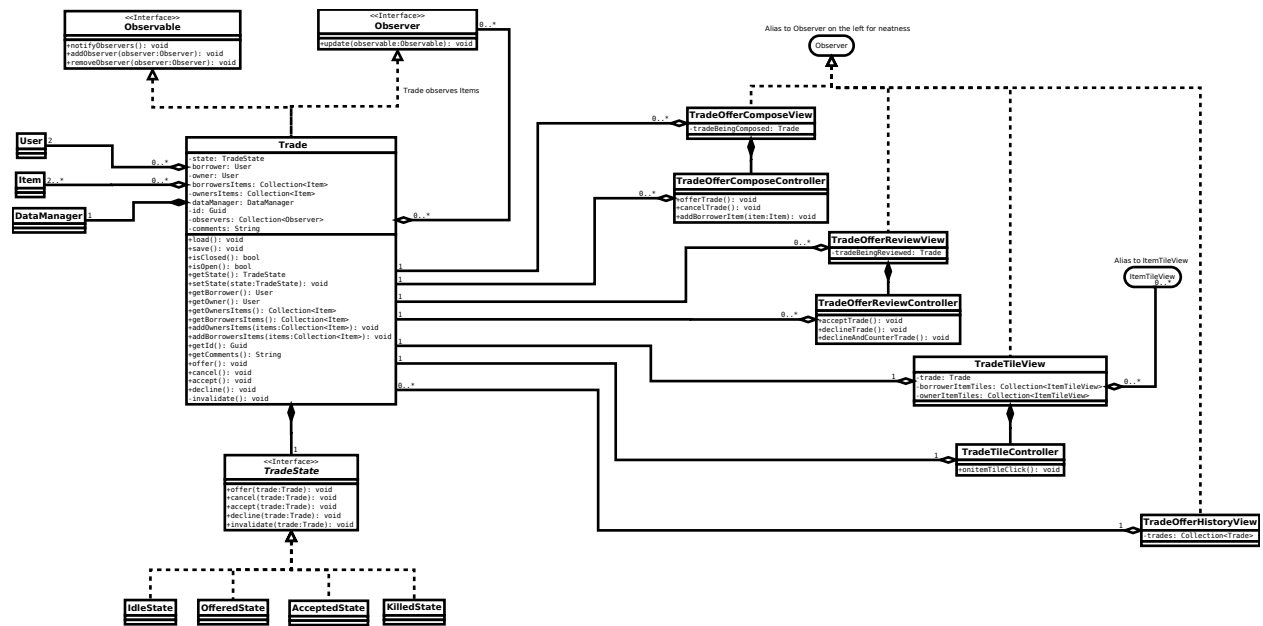 <<Interface>>
Observable
+notifyObservers(): void
+addObserver(observer:Observer): void
+removeObserver(observer:Observer): void
<<Interface>>
Observer
+update(observable:Observable): void
0..*
Trade observes Items
Alias to Observer on the left for neatness
Observer
User
2
0..*
Item
2..*
0..*
DataManager
1
Trade
-state: TradeState
-borrower: User
-owner: User
-borrowersItems: Collection<Item>
-ownersItems: Collection<Item>
-dataManager: DataManager
-id: Guid
-observers: Collection<Observer>
-comments: String
+load(): void
+save(): void
+isClosed(): bool
+isOpen(): bool
+getState(): TradeState
+setState(state:TradeState): void
+getBorrower(): User
+getOwner(): User
+getOwnersItems(): Collection<Item>
+getBorrowersItems(): Collection<Item>
+addOwnersItems(items:Collection<Item>): void
+addBorrowersItems(items:Collection<Item>): void
+getId(): Guid
+getComments(): String
+offer(): void
+cancel(): void
+accept(): void
+decline(): void
-invalidate(): void
0..*
1
1
1
1
1
1
0..*
0..*
TradeOfferComposeView
-tradeBeingComposed: Trade
0..*
TradeOfferComposeController
+offerTrade(): void
+cancelTrade(): void
+addBorrowerItem(item:Item): void
0..*
TradeOfferReviewView
-tradeBeingReviewed: Trade
0..*
TradeOfferReviewController
+acceptTrade(): void
+declineTrade(): void
+declineAndCounterTrade(): void
Alias to ItemTileView
ItemTileView
0..*
1
TradeTileView
-trade: Trade
-borrowerItemTiles: Collection<ItemTileView>
-ownerItemTiles: Collection<ItemTileView>
0..*
1
TradeTileController
+onitemTileClick(): void
1
TradeOfferHistoryView
-trades: Collection<Trade>
1
<<Interface>>
TradeState
+offer(trade:Trade): void
+cancel(trade:Trade): void
+accept(trade:Trade): void
+decline(trade:Trade): void
+invalidate(trade:Trade): void
IdleState
OfferedState
AcceptedState
KilledState